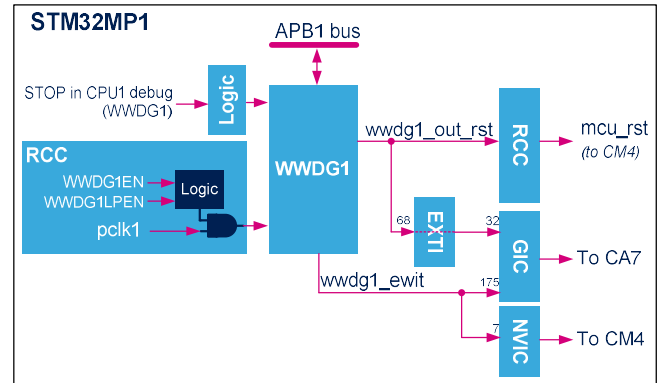 STM32MP1
APB1 bus
STOP in CPU1 debug
(WWDG1)
Logic
RCC
WWDG1EN
WWDG1LPEN
Logic
pclk1
WWDG1
wwdg1_out_rst
RCC
mcu_rst
(to CM4)
68
EXTI
32
GIC
To CA7
wwdg1_ewit
175
7
NVIC
To CM4